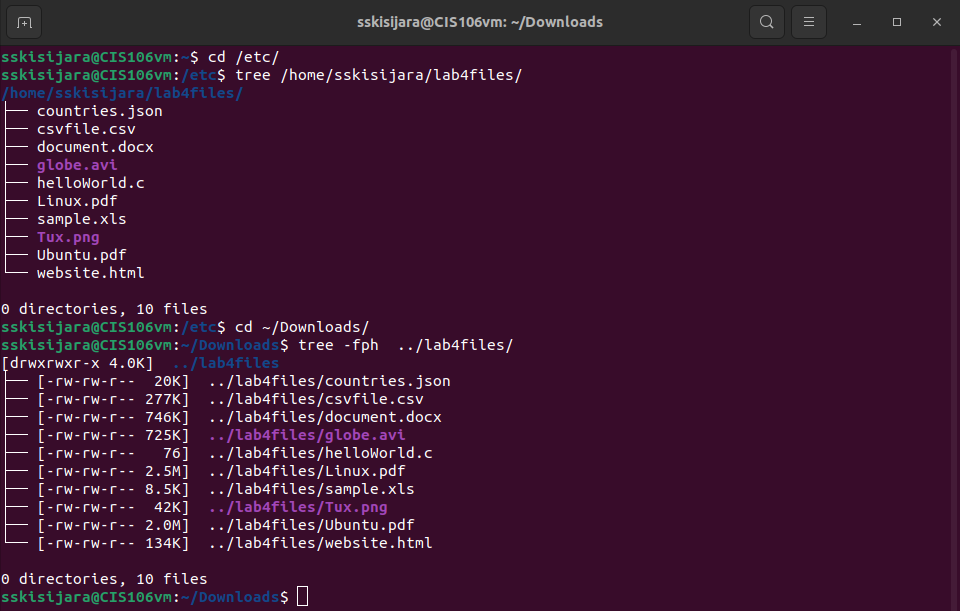 sskisijara@CIS106vm: ~/Downloads
sskisijara@CIS106vm:~$ cd /etc/
sskisijara@CIS106vm:/etc$ tree /home/sskisijara/lab4files/
/home/sskisijara/lab4files/
├── countries.json
├── csvfile.csv
├── document.docx
├── globe.avi
├── helloWorld.c
├── Linux.pdf
├── sample.xls
├── Tux.png
├── Ubuntu.pdf
└── website.html

0 directories, 10 files
sskisijara@CIS106vm:/etc$ cd ~/Downloads/
sskisijara@CIS106vm:~/Downloads$ tree -fph  ../lab4files/
[drwxrwxr-x 4.0K]  ../lab4files
├── [-rw-rw-r--  20K]  ../lab4files/countries.json
├── [-rw-rw-r-- 277K]  ../lab4files/csvfile.csv
├── [-rw-rw-r-- 746K]  ../lab4files/document.docx
├── [-rw-rw-r-- 725K]  ../lab4files/globe.avi
├── [-rw-rw-r--   76]  ../lab4files/helloWorld.c
├── [-rw-rw-r-- 2.5M]  ../lab4files/Linux.pdf
├── [-rw-rw-r-- 8.5K]  ../lab4files/sample.xls
├── [-rw-rw-r--  42K]  ../lab4files/Tux.png
├── [-rw-rw-r-- 2.0M]  ../lab4files/Ubuntu.pdf
└── [-rw-rw-r-- 134K]  ../lab4files/website.html

0 directories, 10 files
sskisijara@CIS106vm:~/Downloads$